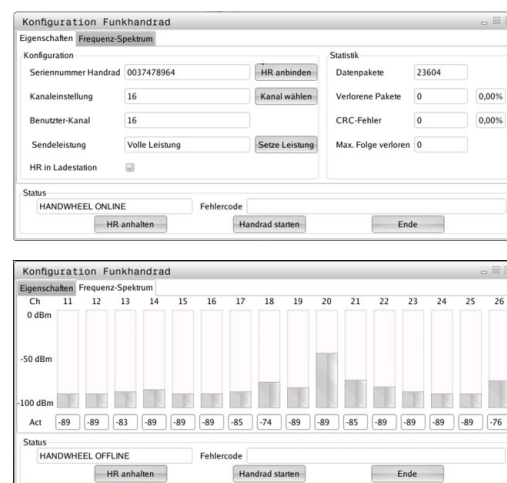 Konfiguration Funkhandrad
Eigenschaften Frequenz-Spektrum
Konfiguration
Statistik
Seriennummer Handrad 0037478964 HR anbinden Datenpakete 23604
Kanaleinstellung 16 Kanal wählen Verlorene Pakete 0 0,00%
Benutzter-Kanal 16 CRC-Fehler 0 0,00%
Sendeleistung Volle Leistung Setze Leistung Max. Folge verloren 0
HR in Ladestation
Status
HANDWHEEL ONLINE Fehlercode
HR anhalten Handrad starten Ende
Konfiguration Funkhandrad
Eigenschaften Frequenz-Spektrum
Ch 11 12 13 14 15 16 17 18 19 20 21 22 23 24 25 26
0 dBm
-50 dBm
-100 dBm
Act -89 -89 -83 -89 -89 -89 -85 -74 -89 -89 -85 -89 -89 -89 -89 -76
Status
HANDWHEEL OFFLINE Fehlercode
HR anhalten Handrad starten Ende